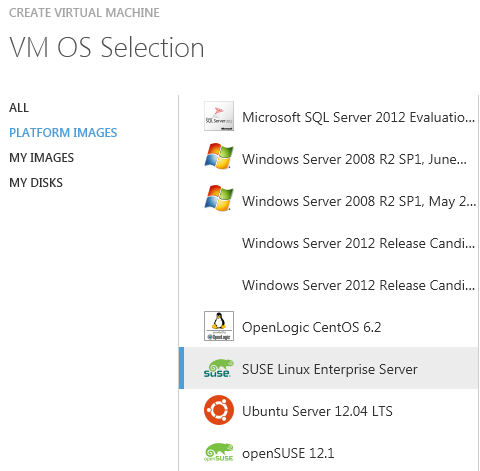 CREATE VIRTUAL MACHINE
VM OS Selection
ALL
PLATFORM IMAGES
MY IMAGES
MY DISKS
Microsoft SQL Server 2012 Evaluatio...
Windows Server 2008 R2 SP1, June...
Windows Server 2008 R2 SP1, May 2...
Windows Server 2012 Release Candi...
Windows Server 2012 Release Candi...
OpenLogic CentOS 6.2
SUSE Linux Enterprise Server
Ubuntu Server 12.04 LTS
openSUSE 12.1